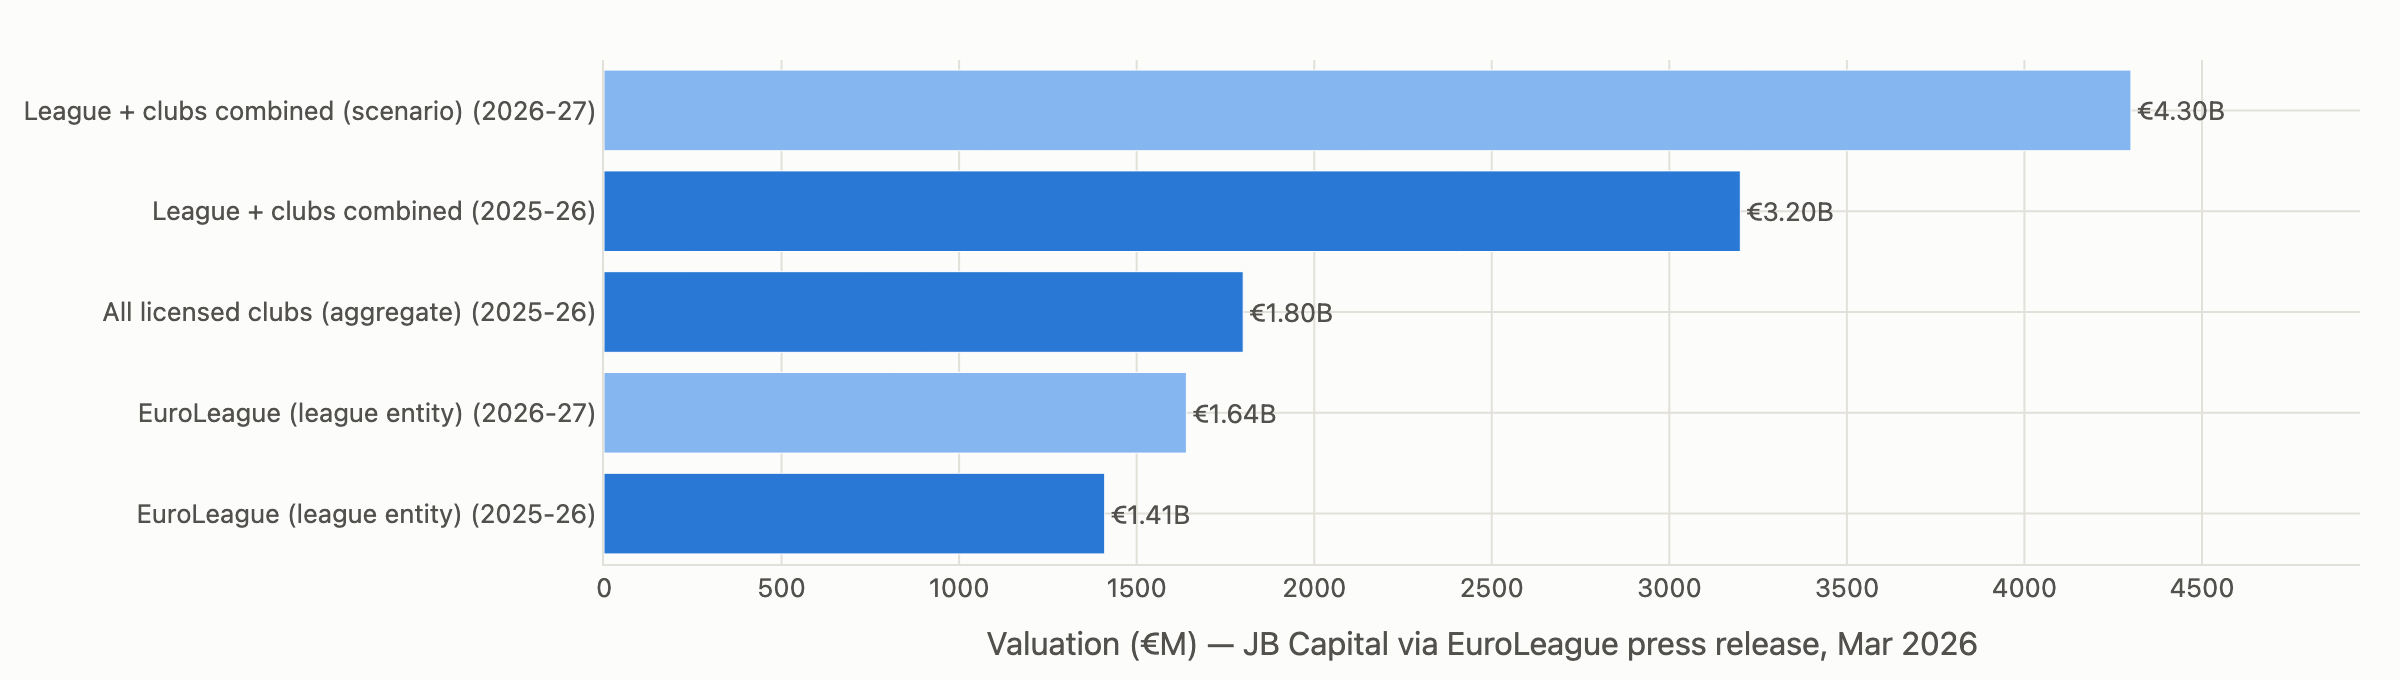 League + clubs combined (scenario) (2026-27)
€4.30B
League + clubs combined (2025-26)
€3.20B
All licensed clubs (aggregate) (2025-26)
€1.80B
EuroLeague (league entity) (2026-27)
€1.64B
EuroLeague (league entity) (2025-26)
€1.41B
0 500 1000 1500 2000 2500 3000 3500 4000 4500
Valuation (€M) — JB Capital via EuroLeague press release, Mar 2026